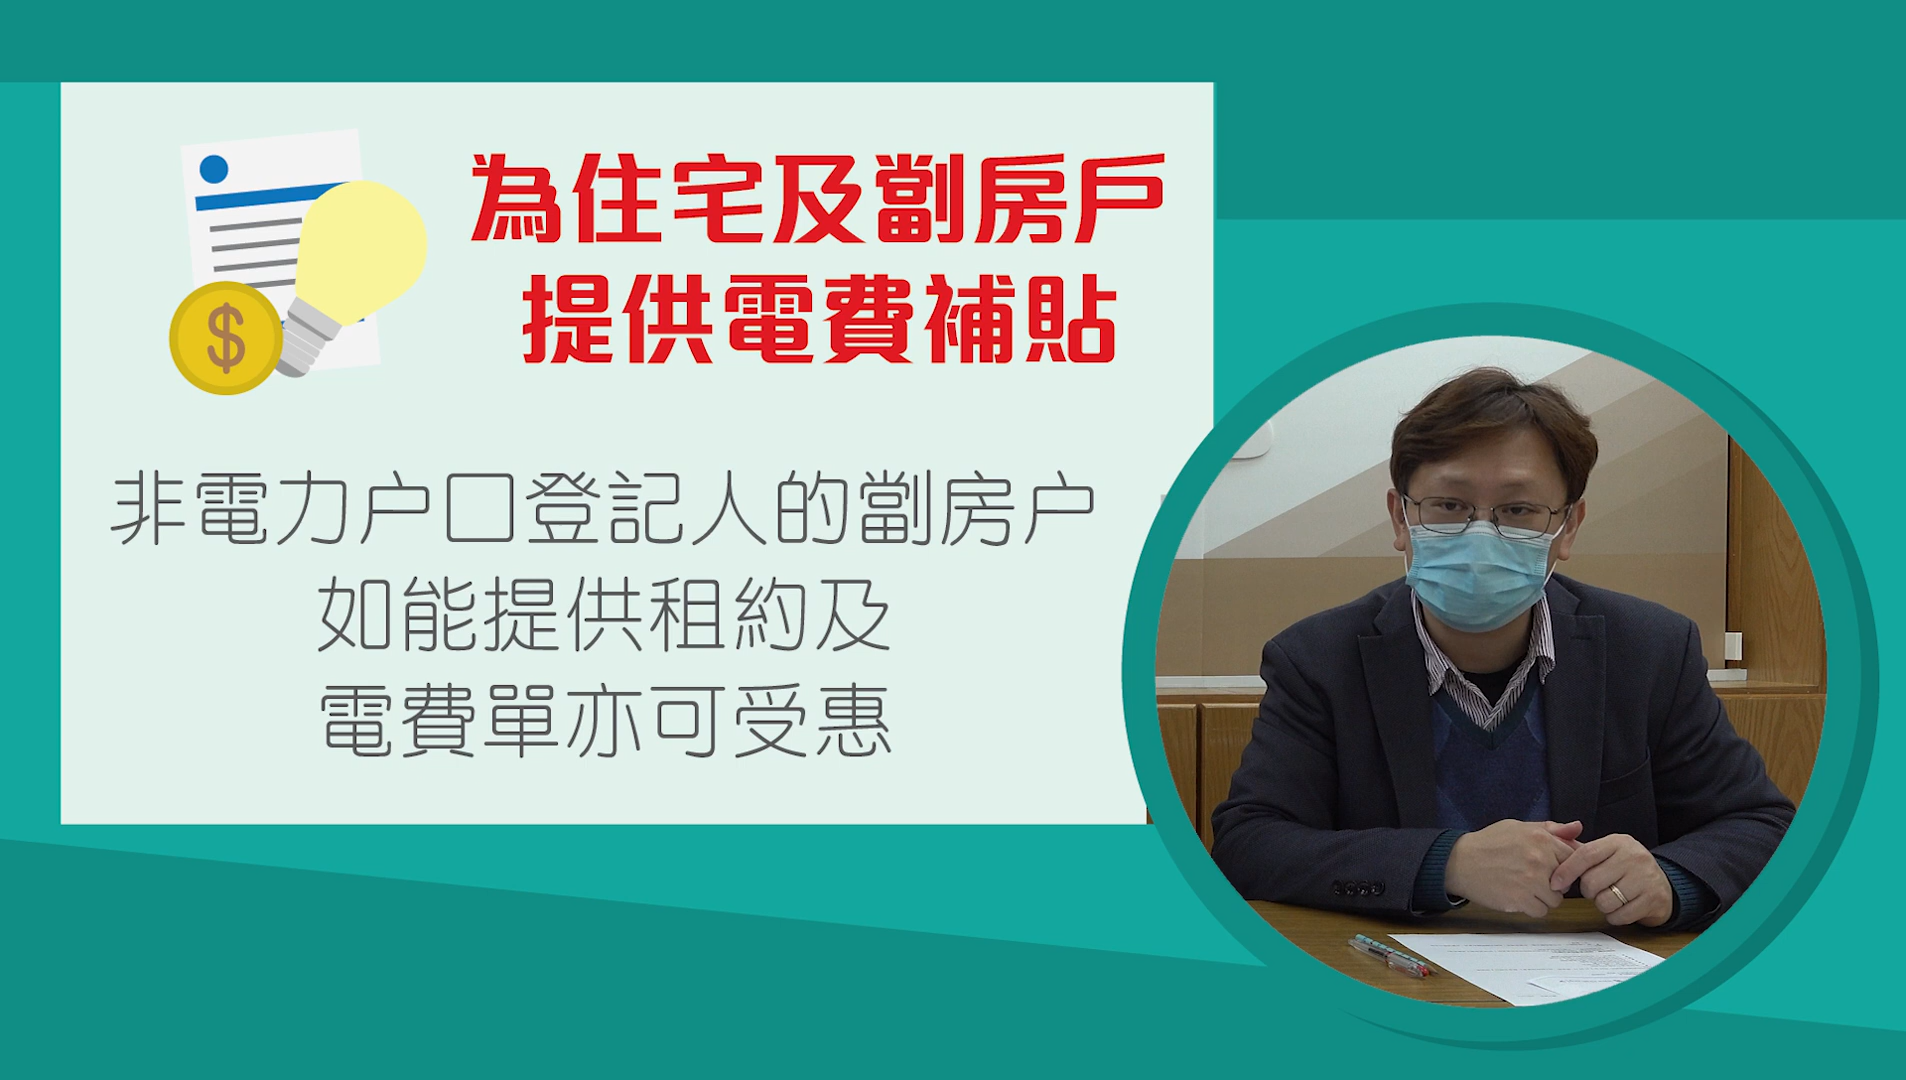 為住宅及劏房戶
提供電費補貼
$
非電力户口登記人的劏房户
如能提供租約及
電費單亦可受惠